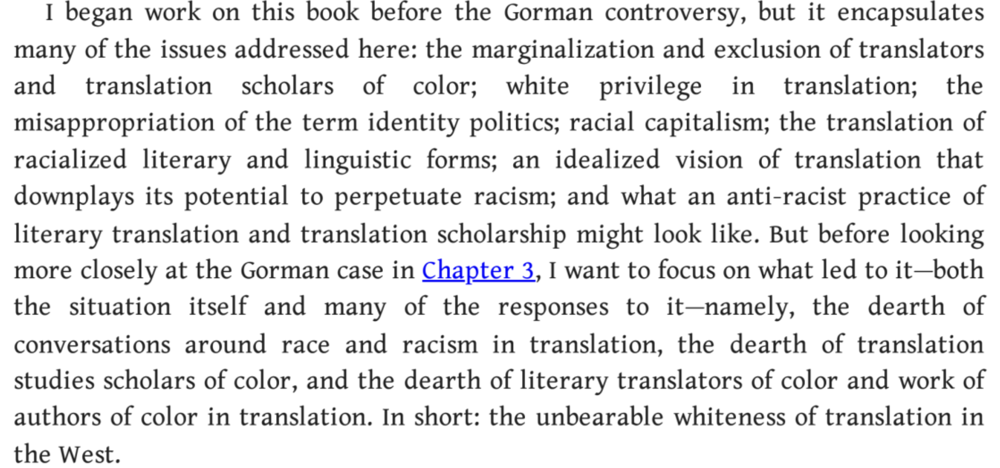 I began work on this book before the Gorman controversy, but it encapsulates
many of the issues addressed here: the marginalization and exclusion of translators
and translation scholars of color; white privilege in translation; the
misappropriation of the term identity politics; racial capitalism; the translation of
racialized literary and linguistic forms; an idealized vision of translation that
downplays its potential to perpetuate racism; and what an anti-racist practice of
literary translation and translation scholarship might look like. But before looking
more closely at the Gorman case in Chapter 3, I want to focus on what led to it—both
the situation itself and many of the responses to it—namely, the dearth of
conversations around race and racism in translation, the dearth of translation
studies scholars of color, and the dearth of literary translators of color and work of
authors of color in translation. In short: the unbearable whiteness of translation in
the West.